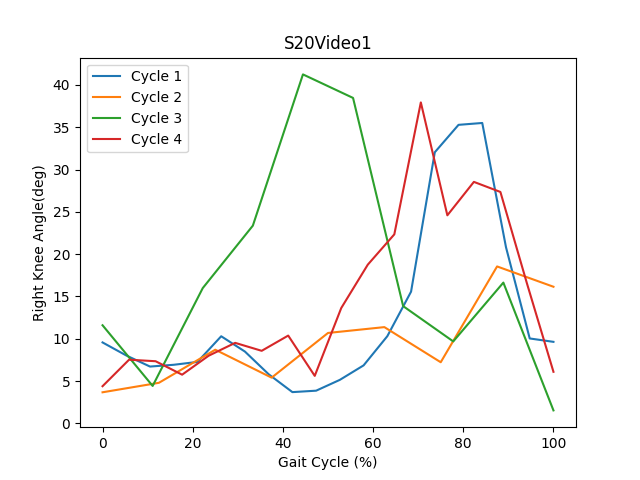 S20Video1
Cycle 1
Cycle 2
Cycle 3
Cycle 4
Right Knee Angle(deg)
40
35
30
25
20
15
10
5
0
0 20 40 60 80 100
Gait Cycle (%)